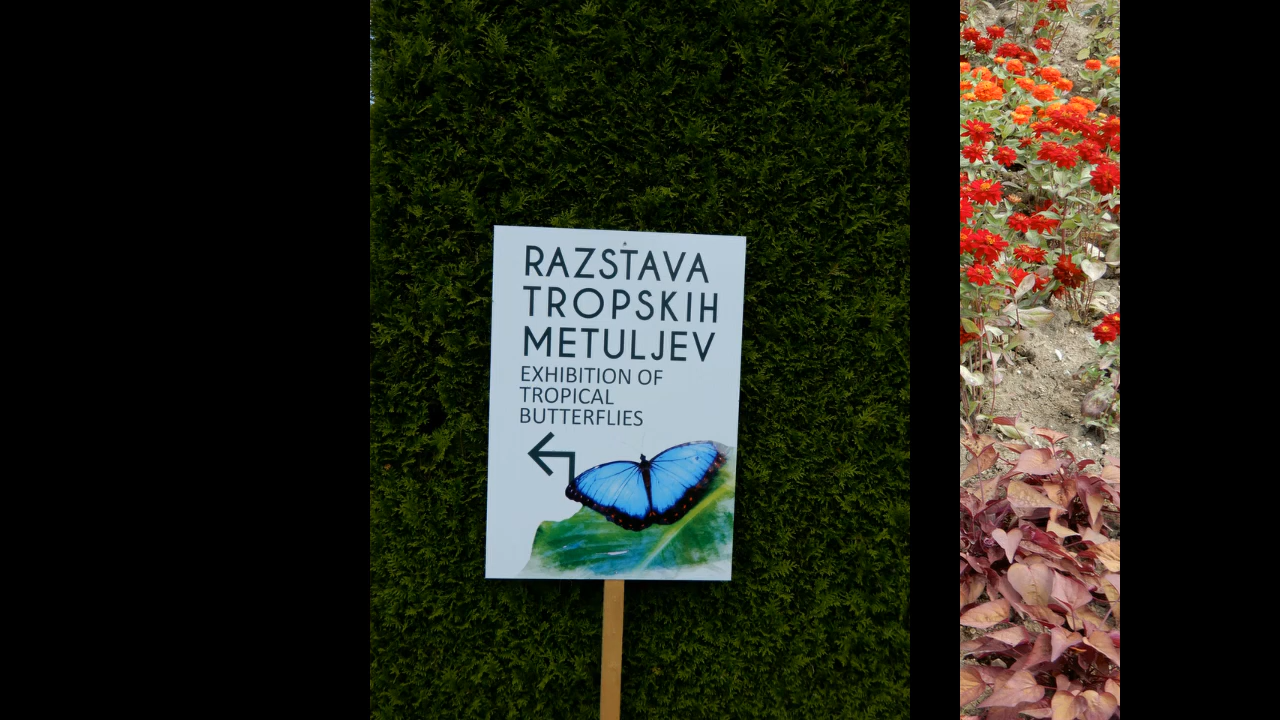 RAZSTAVA
TROPSKIH
METULJEV
EXHIBITION OF
TROPICAL
BUTTERFLIES